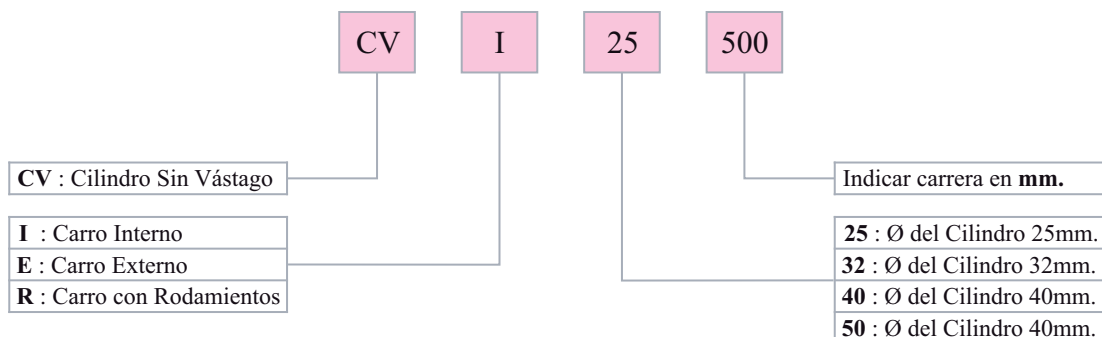 CV I 25 500
CV : Cilindro Sin Vástago
Indicar carrera en mm.
I : Carro Interno
E : Carro Externo
R : Carro con Rodamientos
25 : Ø del Cilindro 25mm.
32 : Ø del Cilindro 32mm.
40 : Ø del Cilindro 40mm.
50 : Ø del Cilindro 40mm.